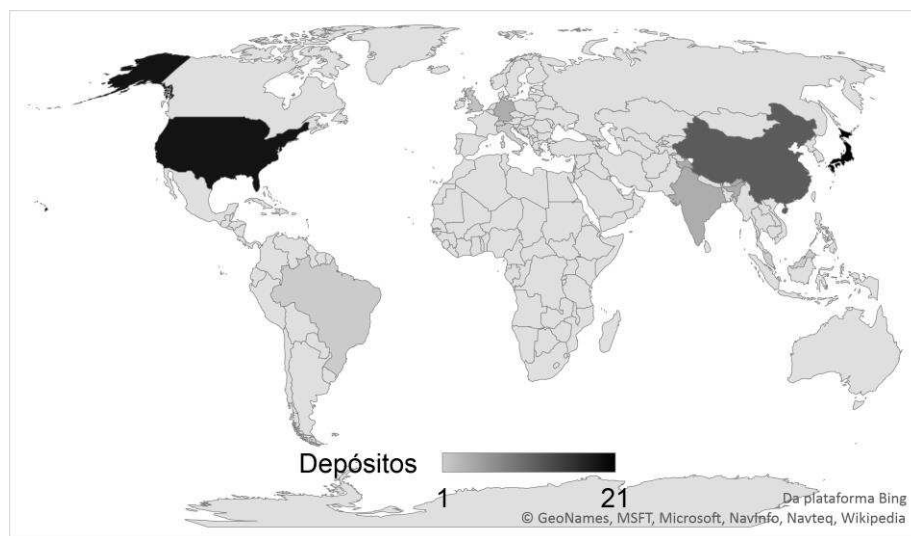 Depósitos
1 21
Da plataforma Bing
© GeoNames, MSFT, Microsoft, NavInfo, Navteq, Wikipedia